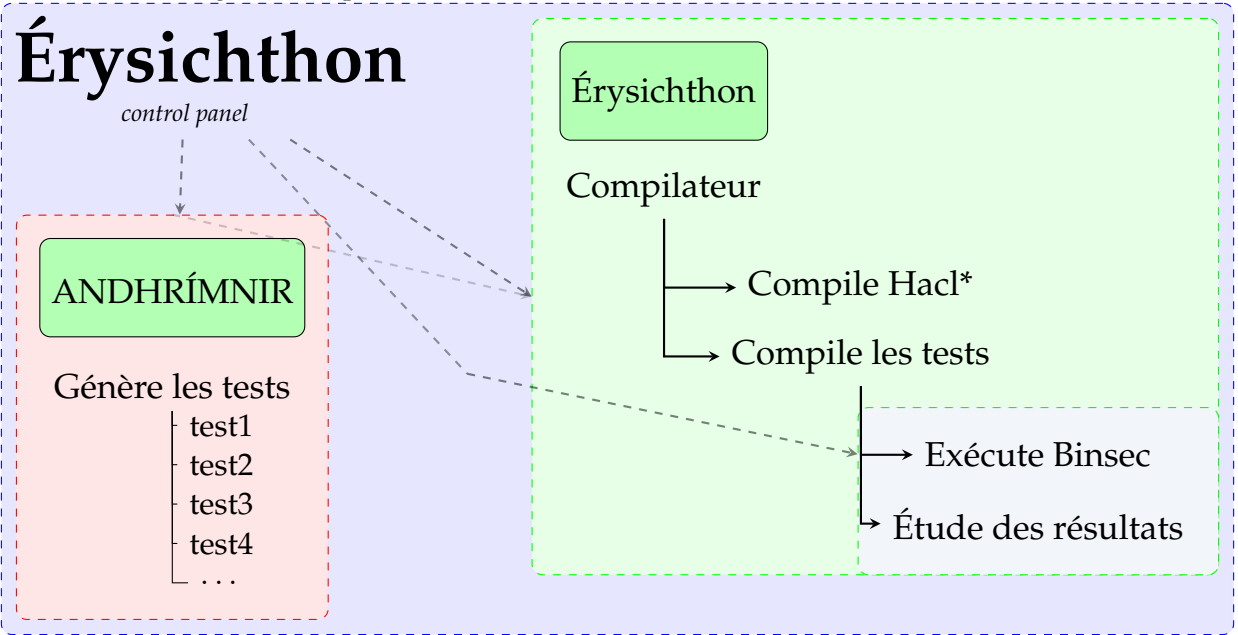 Érysichthon
control panel
ANDHRÍMNIR
Génère les tests
test1
test2
test3
test4
...
Érysichthon
Compilateur
Compile Hacl*
Compile les tests
Exécute Binsec
Étude des résultats